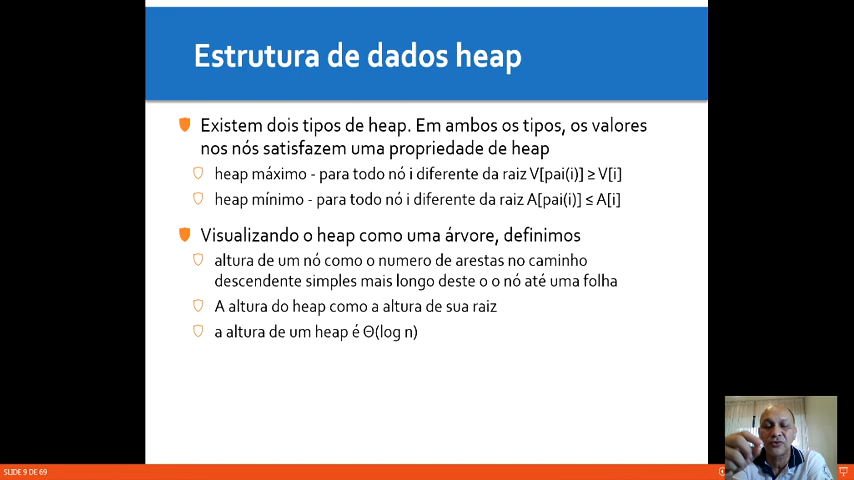 Estrutura de dados heap
Existem dois tipos de heap. Em ambos os tipos, os valores
nos nós satisfazem uma propriedade de heap
heap máximo - para todo nó i diferente da raiz V[pai(i)] ≥ V[i]
heap mínimo - para todo nó i diferente da raiz A[pai(i)] ≤ A[i]
Visualizando o heap como uma árvore, definimos
altura de um nó como o numero de arestas no caminho
descendente simples mais longo deste o o nó até uma folha
A altura do heap como a altura de sua raiz
a altura de um heap é Θ(log n)
SLIDE 9 DE 69